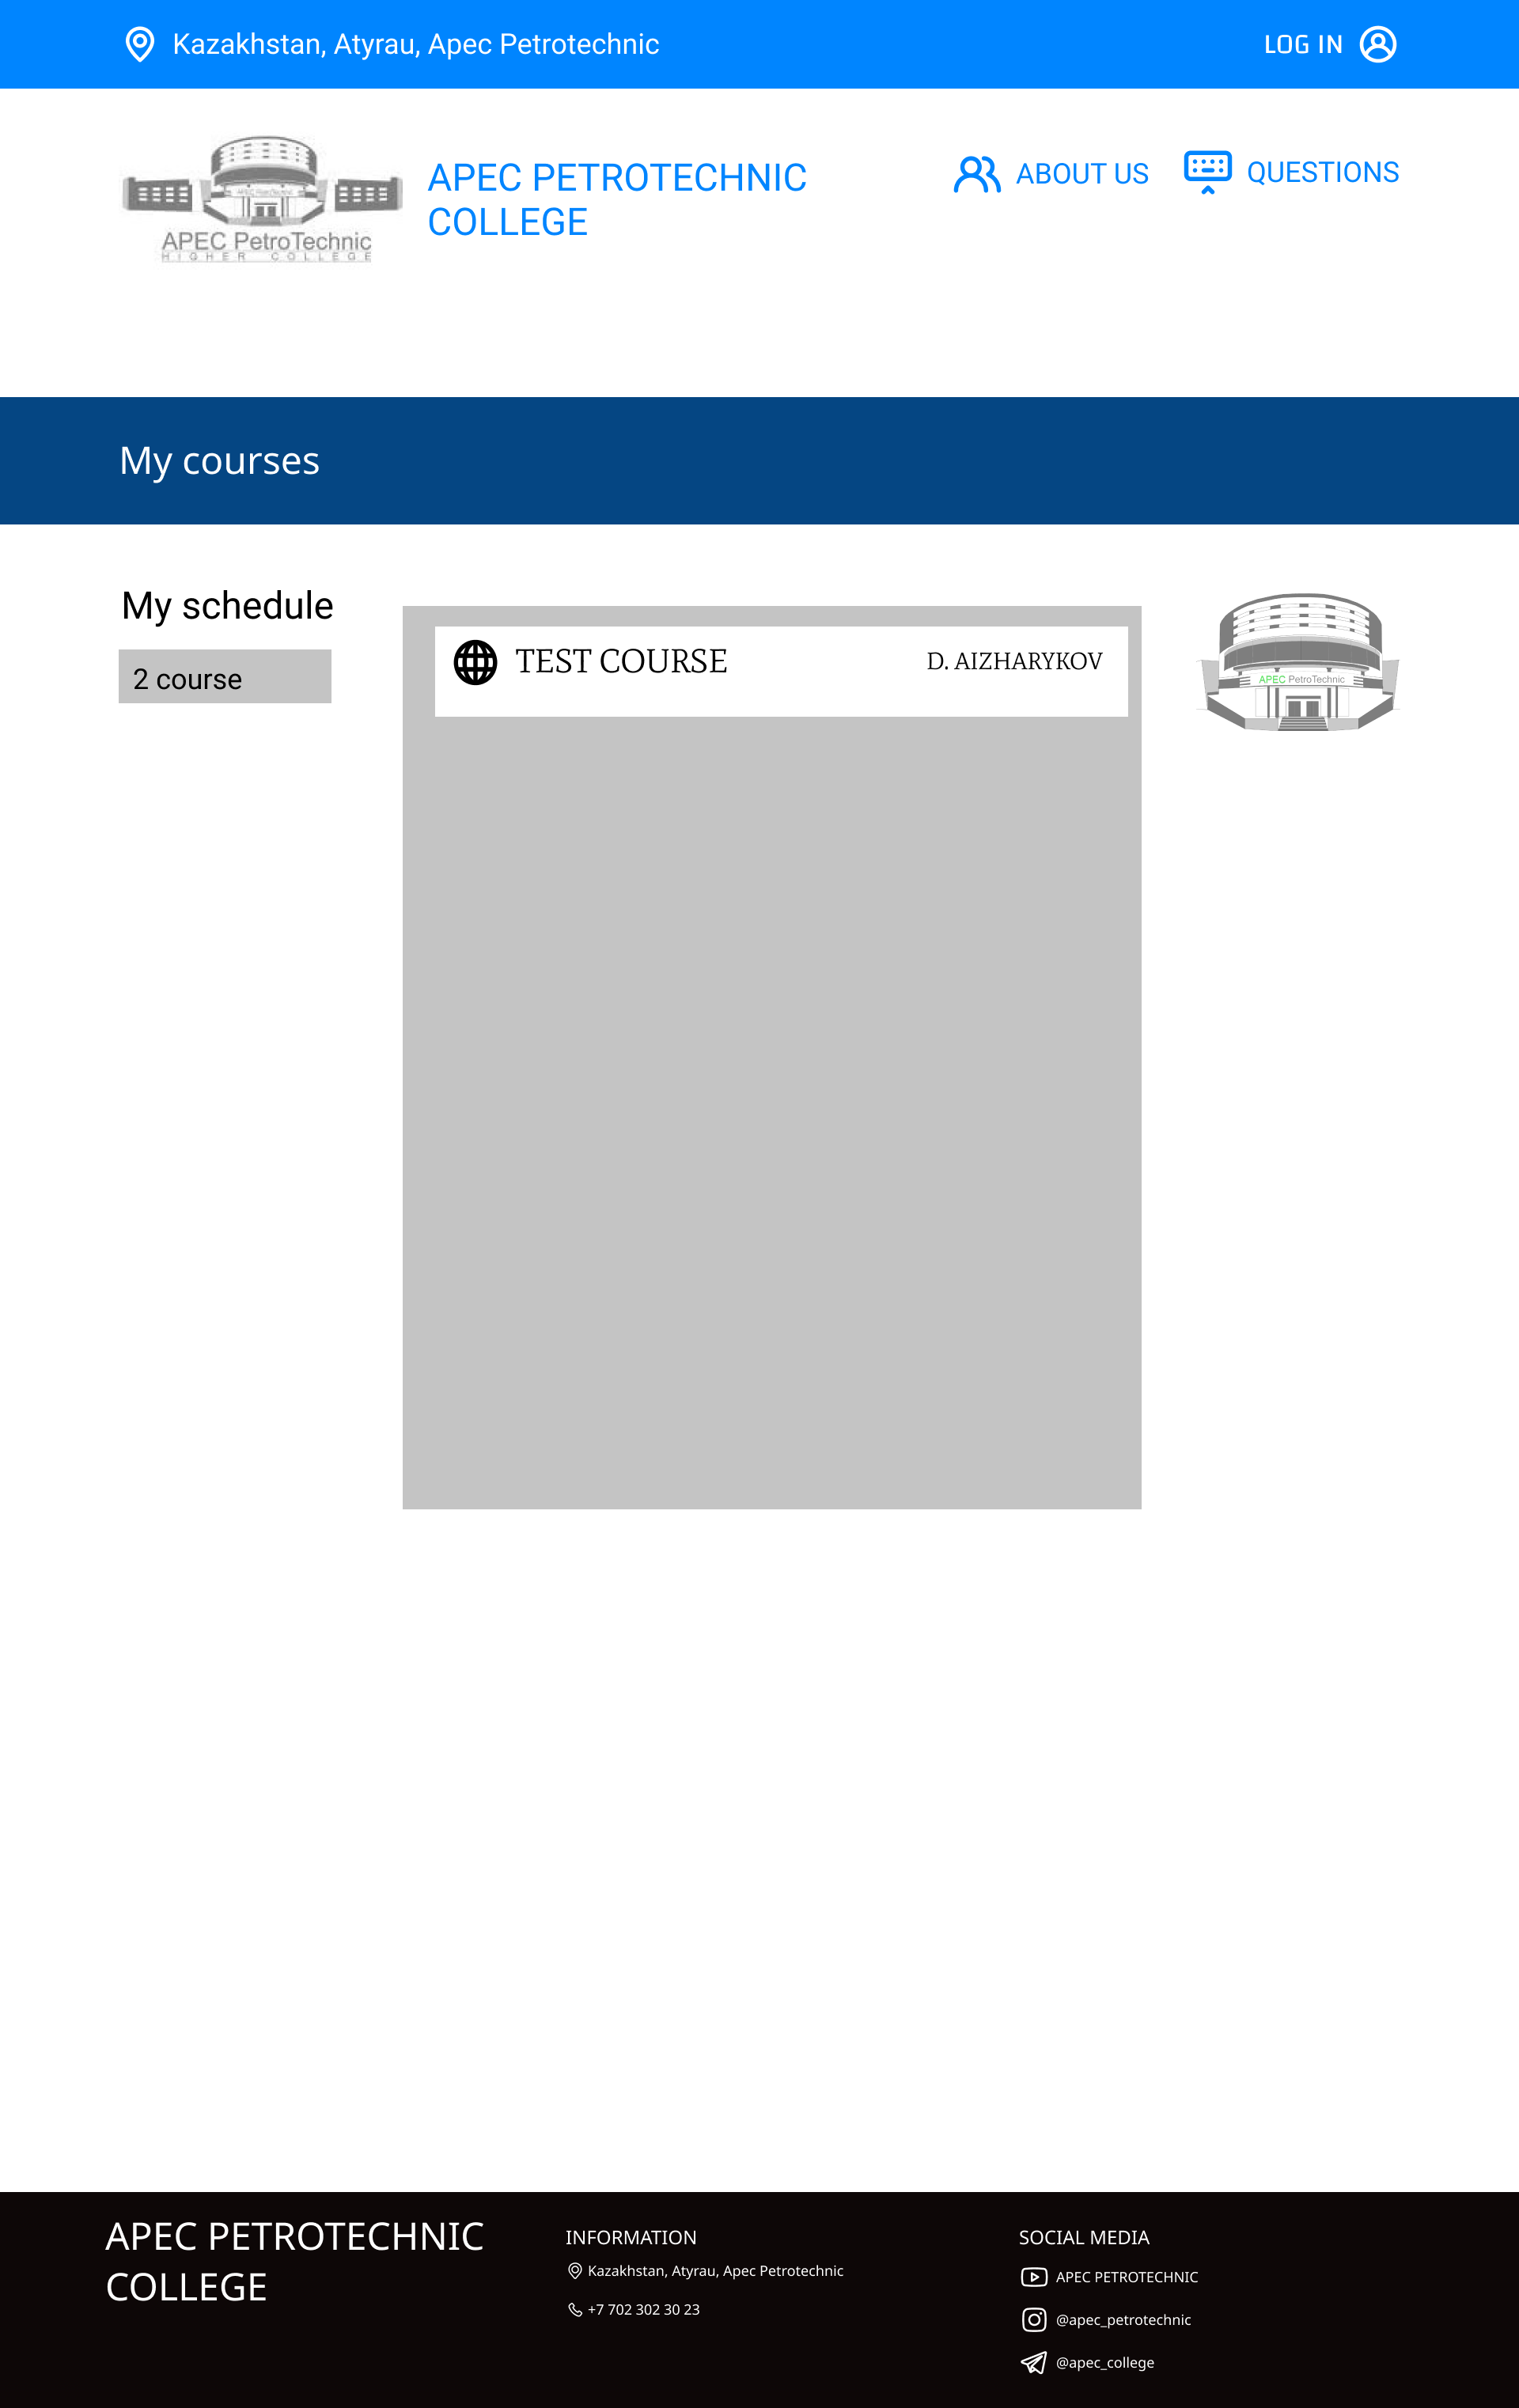 Kazakhstan, Atyrau, Apec Petrotechnic
LOG IN
APEC PetroTechnic
HIGHER COLLEGE
APEC PETROTECHNIC
COLLEGE
ABOUT US
QUESTIONS
My courses
My schedule
2 course
TEST COURSE
D. AIZHARYKOV
APEC PetroTechnic
APEC PETROTECHNIC
COLLEGE
INFORMATION
Kazakhstan, Atyrau, Apec Petrotechnic
+7 702 302 30 23
SOCIAL MEDIA
APEC PETROTECHNIC
@apec_petrotechnic
@apec_college